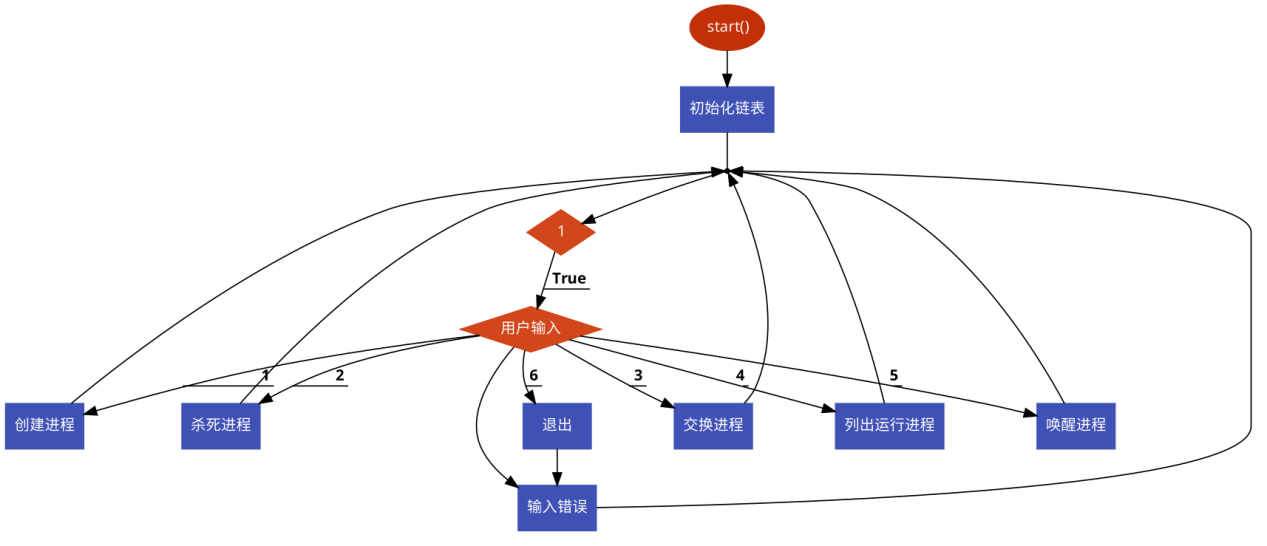 start()
初始化链表
1
True
用户输入
1
2
6
3
4
5
创建进程
杀死进程
退出
交换进程
列出运行进程
唤醒进程
输入错误